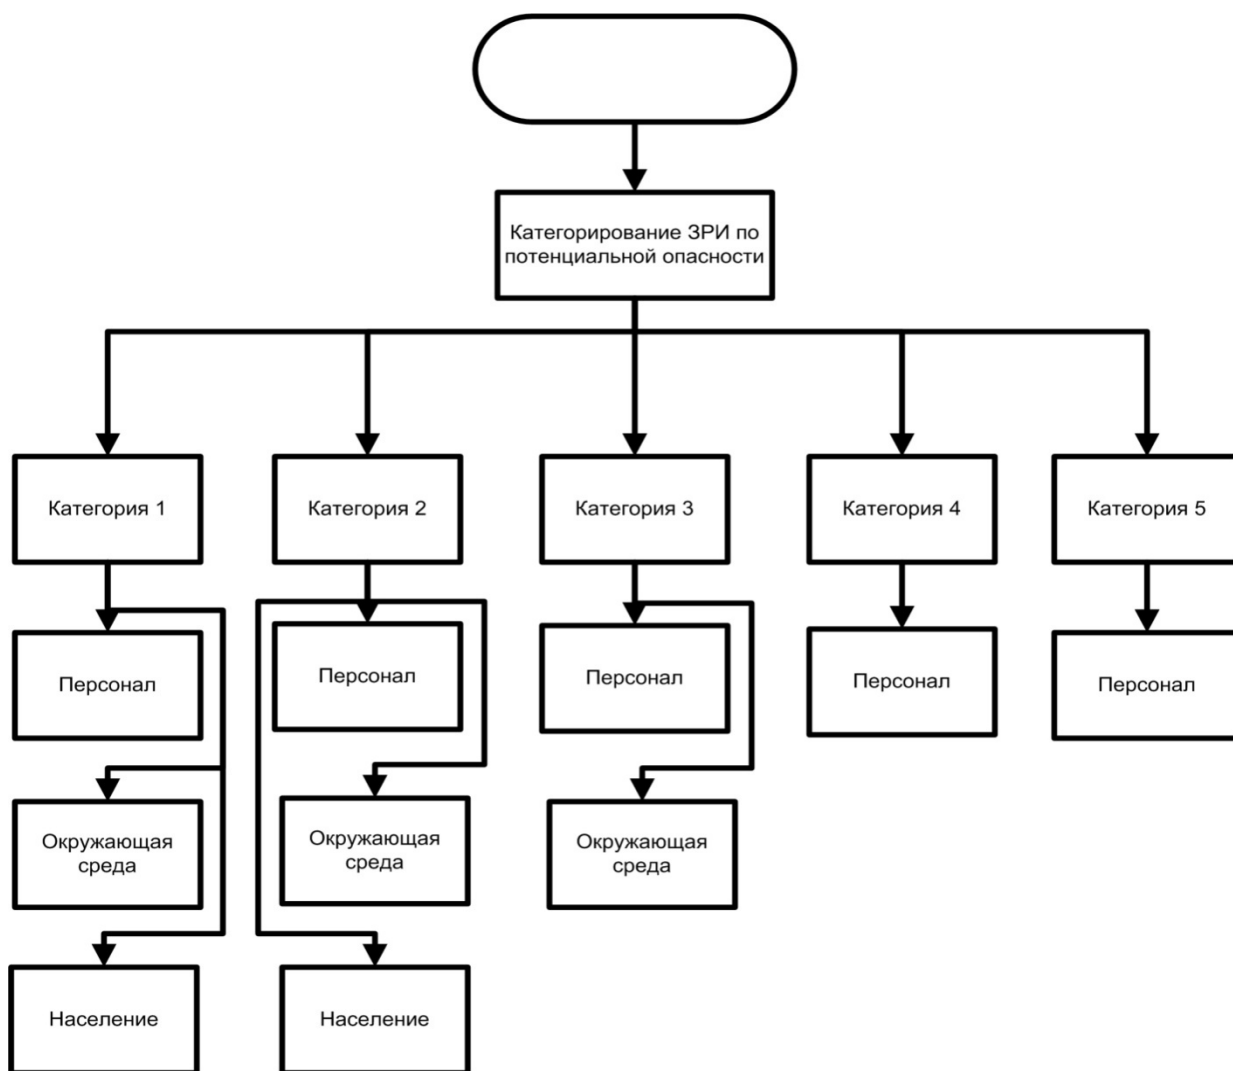 Категорирование ЗРИ по
потенциальной опасности
Категория 1
Категория 2
Категория 3
Категория 4
Категория 5
Персонал
Персонал
Персонал
Персонал
Персонал
Окружающая
среда
Окружающая
среда
Окружающая
среда
Население
Население